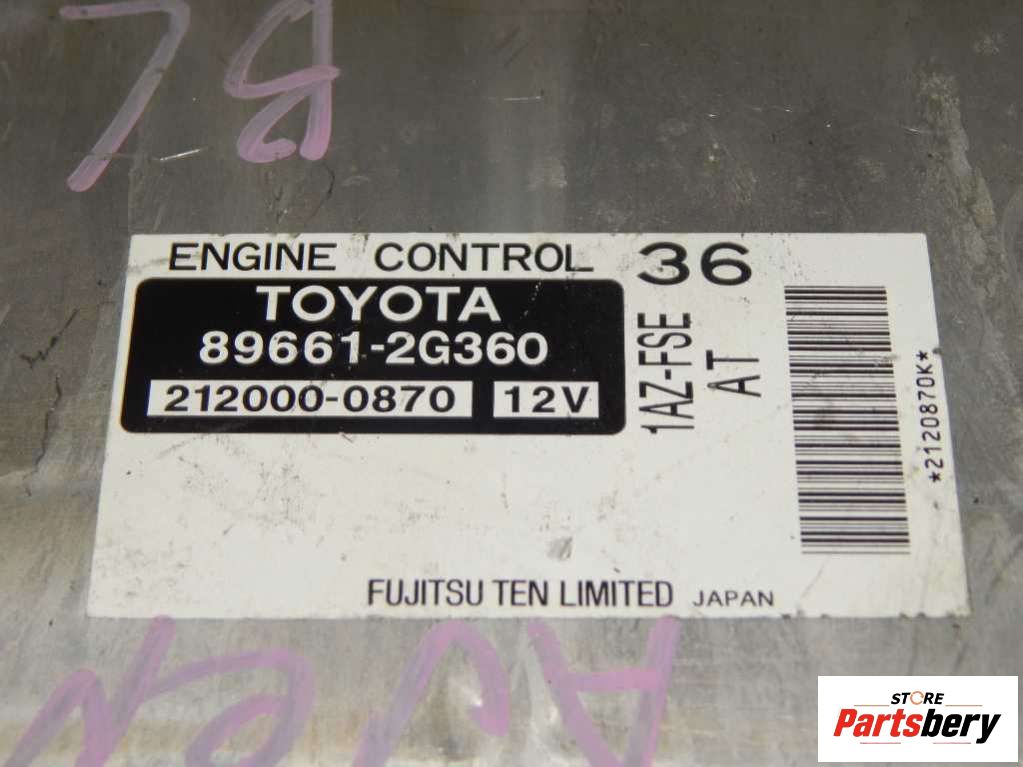 ENGINE CONTROL 36
TOYOTA
89661-2G360
212000-0870 12V
1AZ-FSE
AT
*2120870K*
FUJITSU TEN LIMITED JAPAN
STORE
Partsbery